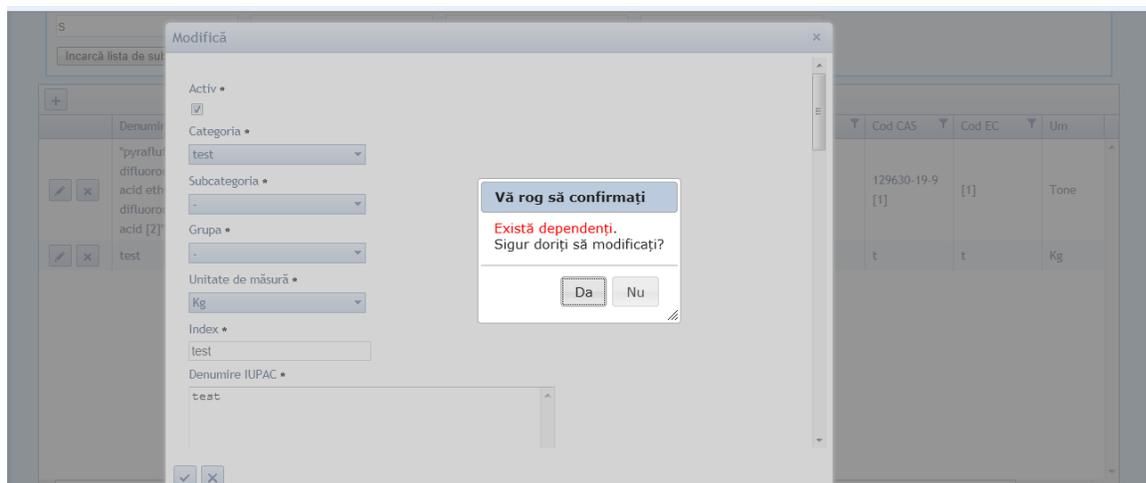 S
Modifică
Incarcă lista de sub
Activ •
Categoria •
test
Subcategoria •
-
Grupa •
-
Unitate de măsură •
Kg
Index •
test
Denumire IUPAC •
test
Vă rog să confirmați
Există dependenți.
Sigur doriți să modificați?
Da Nu
Denumir Cod CAS Cod EC Um
"pyraflu
difluoro
acid eth
difluoro
acid [2]"
129630-19-9
[1]
[1]
Tone
test t t Kg